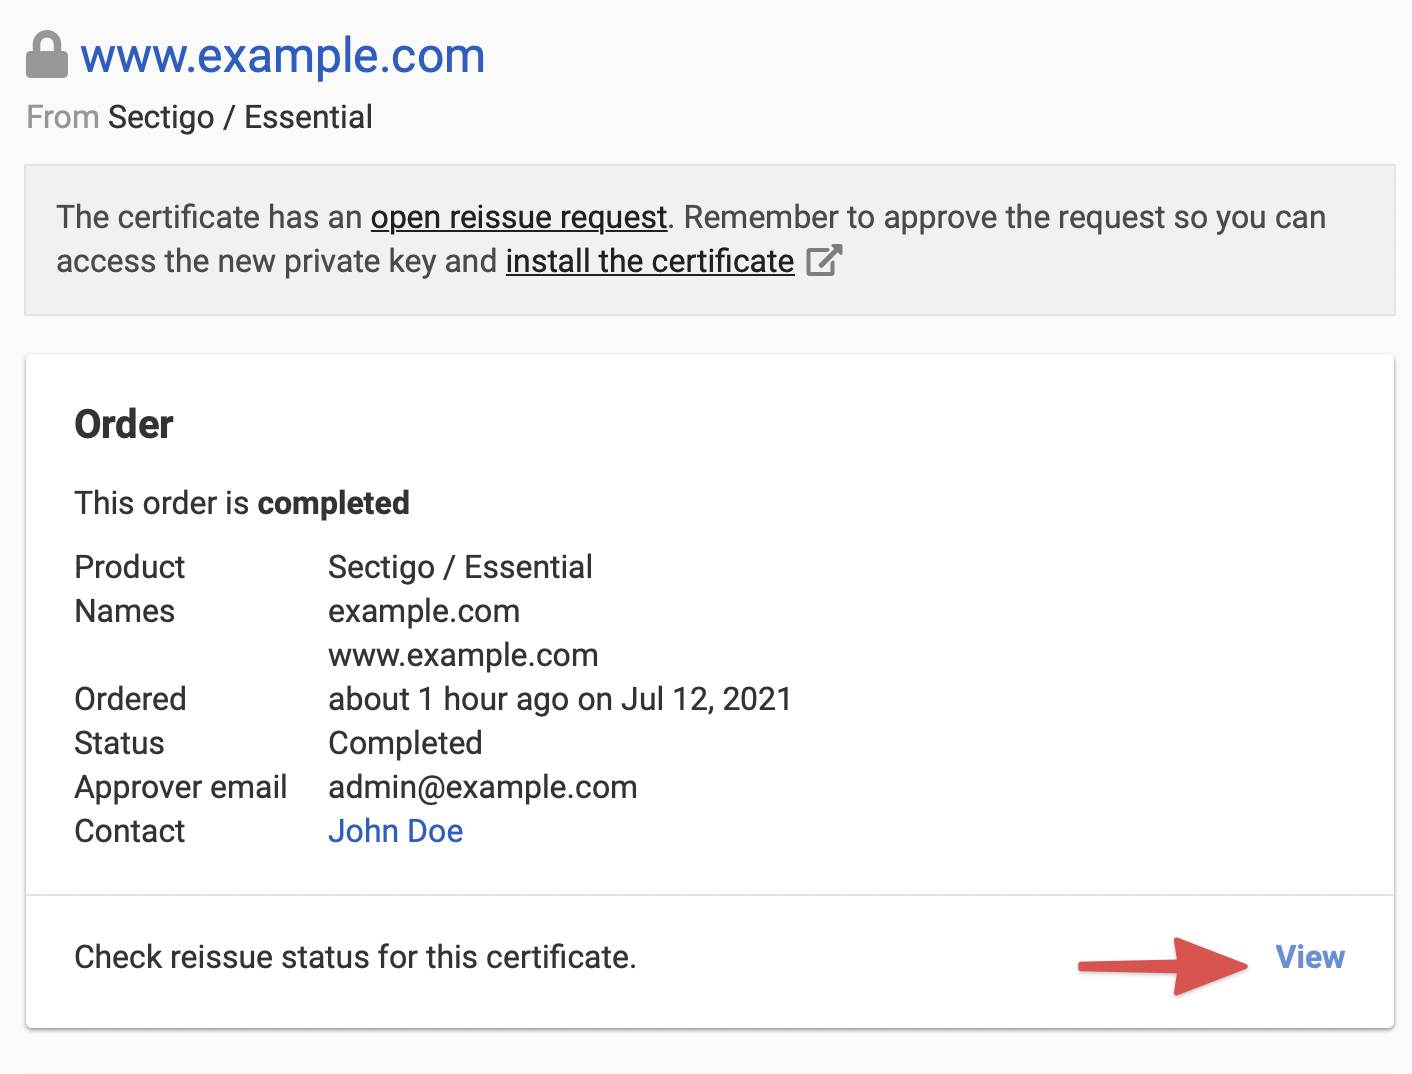 www.example.com
From Sectigo / Essential
The certificate has an open reissue request. Remember to approve the request so you can
access the new private key and install the certificate
Order
This order is completed
Product Sectigo / Essential
Names example.com
www.example.com
Ordered about 1 hour ago on Jul 12, 2021
Status Completed
Approver email admin@example.com
Contact John Doe
Check reissue status for this certificate. View